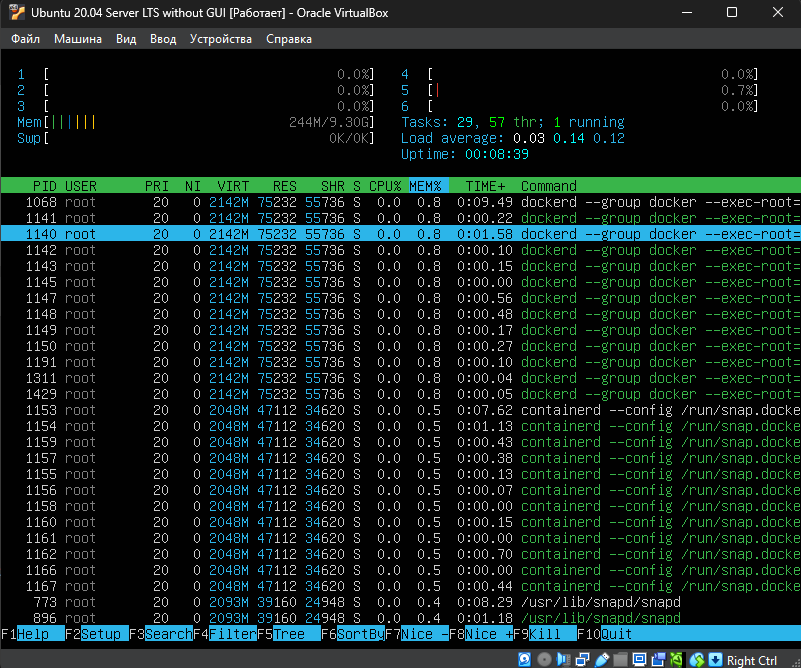 Ubuntu 20.04 Server LTS without GUI [Работает] - Oracle VirtualBox
Файл Машина Вид Ввод Устройства Справка
1 [ 0.0%] 4 [ 0.0%]
2 [ 0.0%] 5 [| 0.7%]
3 [ 0.0%] 6 [ 0.0%]
Mem[|||||| 244M/9.30G] Tasks: 29, 57 thr; 1 running
Swp[ 0K/0K] Load average: 0.03 0.14 0.12
Uptime: 00:08:39
PID USER PRI NI VIRT RES SHR S CPU% MEM% TIME+ Command
1068 root 20 0 2142M 75232 55736 S 0.0 0.8 0:09.49 dockerd --group docker --exec-root=
1141 root 20 0 2142M 75232 55736 S 0.0 0.8 0:00.22 dockerd --group docker --exec-root=
1140 root 20 0 2142M 75232 55736 S 0.0 0.8 0:01.58 dockerd --group docker --exec-root=
1142 root 20 0 2142M 75232 55736 S 0.0 0.8 0:00.10 dockerd --group docker --exec-root=
1143 root 20 0 2142M 75232 55736 S 0.0 0.8 0:00.15 dockerd --group docker --exec-root=
1145 root 20 0 2142M 75232 55736 S 0.0 0.8 0:00.00 dockerd --group docker --exec-root=
1147 root 20 0 2142M 75232 55736 S 0.0 0.8 0:00.56 dockerd --group docker --exec-root=
1148 root 20 0 2142M 75232 55736 S 0.0 0.8 0:00.48 dockerd --group docker --exec-root=
1149 root 20 0 2142M 75232 55736 S 0.0 0.8 0:00.17 dockerd --group docker --exec-root=
1150 root 20 0 2142M 75232 55736 S 0.0 0.8 0:00.27 dockerd --group docker --exec-root=
1191 root 20 0 2142M 75232 55736 S 0.0 0.8 0:00.10 dockerd --group docker --exec-root=
1311 root 20 0 2142M 75232 55736 S 0.0 0.8 0:00.04 dockerd --group docker --exec-root=
1429 root 20 0 2142M 75232 55736 S 0.0 0.8 0:00.05 dockerd --group docker --exec-root=
1153 root 20 0 2048M 47112 34620 S 0.0 0.5 0:07.62 containerd --config /run/snap.docke
1154 root 20 0 2048M 47112 34620 S 0.0 0.5 0:01.13 containerd --config /run/snap.docke
1159 root 20 0 2048M 47112 34620 S 0.0 0.5 0:00.43 containerd --config /run/snap.docke
1157 root 20 0 2048M 47112 34620 S 0.0 0.5 0:00.38 containerd --config /run/snap.docke
1155 root 20 0 2048M 47112 34620 S 0.0 0.5 0:00.13 containerd --config /run/snap.docke
1156 root 20 0 2048M 47112 34620 S 0.0 0.5 0:00.07 containerd --config /run/snap.docke
1158 root 20 0 2048M 47112 34620 S 0.0 0.5 0:00.00 containerd --config /run/snap.docke
1160 root 20 0 2048M 47112 34620 S 0.0 0.5 0:00.15 containerd --config /run/snap.docke
1161 root 20 0 2048M 47112 34620 S 0.0 0.5 0:00.00 containerd --config /run/snap.docke
1162 root 20 0 2048M 47112 34620 S 0.0 0.5 0:00.70 containerd --config /run/snap.docke
1166 root 20 0 2048M 47112 34620 S 0.0 0.5 0:00.00 containerd --config /run/snap.docke
1167 root 20 0 2048M 47112 34620 S 0.0 0.5 0:00.44 containerd --config /run/snap.docke
773 root 20 0 2093M 39160 24948 S 0.0 0.4 0:08.29 /usr/lib/snapd/snapd
896 root 20 0 2093M 39160 24948 S 0.0 0.4 0:01.18 /usr/lib/snapd/snapd
F1Help F2Setup F3SearchF4FilterF5Tree F6SortByF7Nice -F8Nice +F9Kill F10Quit
Right Ctrl